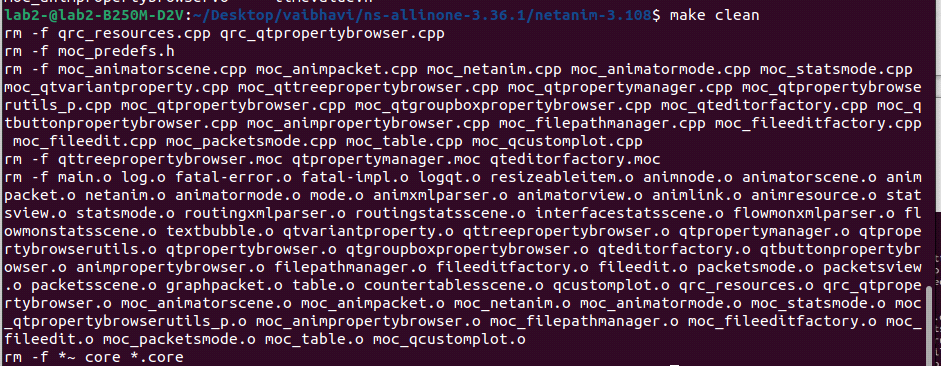 lab2-@lab2-B250M-D2V:~/Desktop/vaibhavi/ns-allinone-3.36.1/netanim-3.108$ make clean
rm -f qrc_resources.cpp qrc_qtpropertybrowser.cpp
rm -f moc_predefs.h
rm -f moc_animatorscene.cpp moc_animpacket.cpp moc_netanim.cpp moc_animatormode.cpp moc_statsmode.cpp
moc_qtvariantproperty.cpp moc_qttreepropertybrowser.cpp moc_qtpropertymanager.cpp moc_qtpropertybrowse
rutils_p.cpp moc_qtpropertybrowser.cpp moc_qtgroupboxpropertybrowser.cpp moc_qteditorfactory.cpp moc_q
tbuttonpropertybrowser.cpp moc_animpropertybrowser.cpp moc_filepathmanager.cpp moc_fileeditfactory.cpp
moc_fileedit.cpp moc_packetsmode.cpp moc_table.cpp moc_qcustomplot.cpp
rm -f qttreepropertybrowser.moc qtpropertymanager.moc qteditorfactory.moc
rm -f main.o log.o fatal-error.o fatal-impl.o logqt.o resizeableitem.o animnode.o animatorscene.o anim
packet.o netanim.o animatormode.o mode.o animxmlparser.o animatorview.o animlink.o animresource.o stat
sview.o statsmode.o routingxmlparser.o routingstatsscene.o interfacestatsscene.o flowmonxmlparser.o fl
owmonstatsscene.o textbubble.o qtvariantproperty.o qttreepropertybrowser.o qtpropertymanager.o qtprope
rtybrowserutils.o qtpropertybrowser.o qtgroupboxpropertybrowser.o qteditorfactory.o qtbuttonpropertybr
owser.o animpropertybrowser.o filepathmanager.o fileeditfactory.o fileedit.o packetsmode.o packetsview
.o packetsscene.o graphpacket.o table.o countertablesscene.o qcustomplot.o qrc_resources.o qrc_qtprope
rtybrowser.o moc_animatorscene.o moc_animpacket.o moc_netanim.o moc_animatormode.o moc_statsmode.o moc
_qtpropertybrowserutils_p.o moc_animpropertybrowser.o moc_filepathmanager.o moc_fileeditfactory.o moc_
fileedit.o moc_packetsmode.o moc_table.o moc_qcustomplot.o
rm -f *~ core *.core